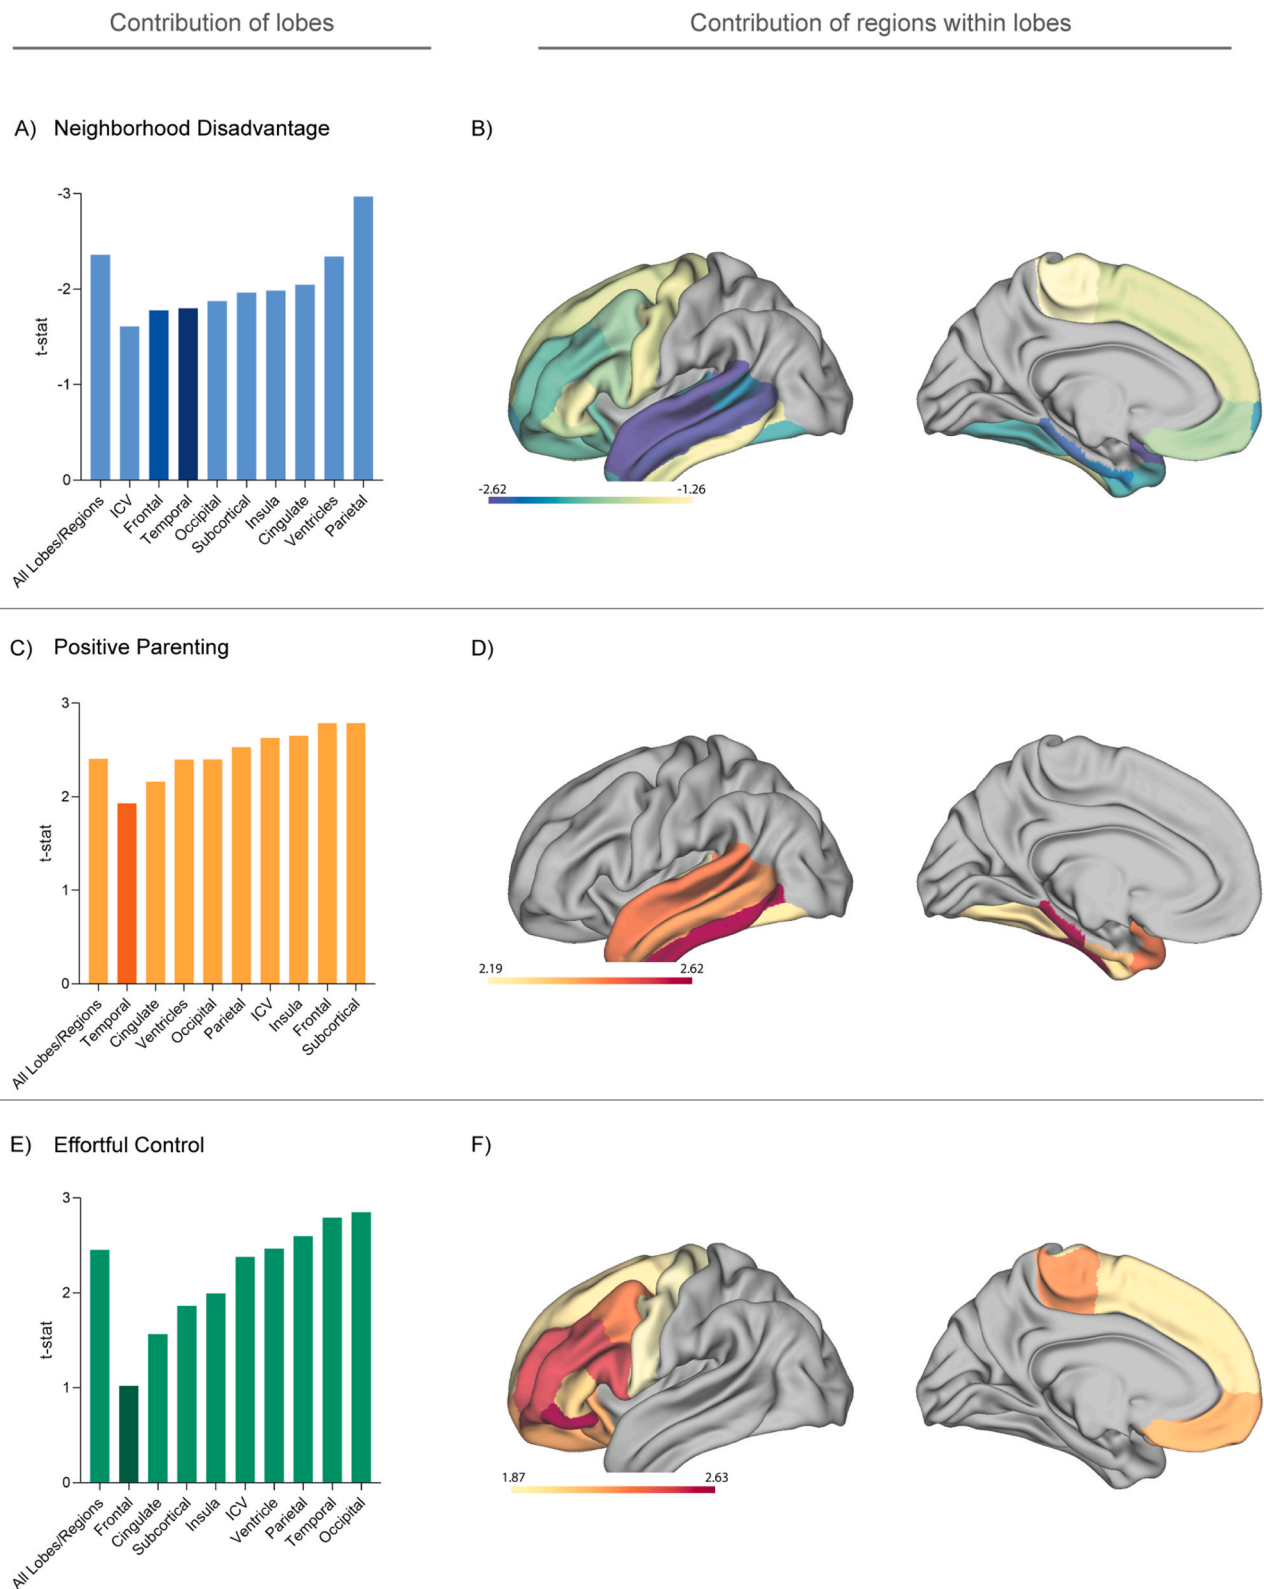 Contribution of lobes
Contribution of regions within lobes
A) Neighborhood Disadvantage
B)
t-stat
-3
-2
-1
0
All Lobes/Regions
ICV
Frontal
Temporal
Occipital
Subcortical
Insula
Cingulate
Ventricles
Parietal
-2.62
-1.26
C) Positive Parenting
D)
t-stat
3
2
1
0
All Lobes/Regions
Temporal
Cingulate
Ventricles
Occipital
Parietal
ICV
Insula
Frontal
Subcortical
2.19
2.62
E) Effortful Control
F)
t-stat
3
2
1
0
All Lobes/Regions
Frontal
Cingulate
Subcortical
Insula
ICV
Ventricle
Parietal
Temporal
Occipital
1.87
2.63